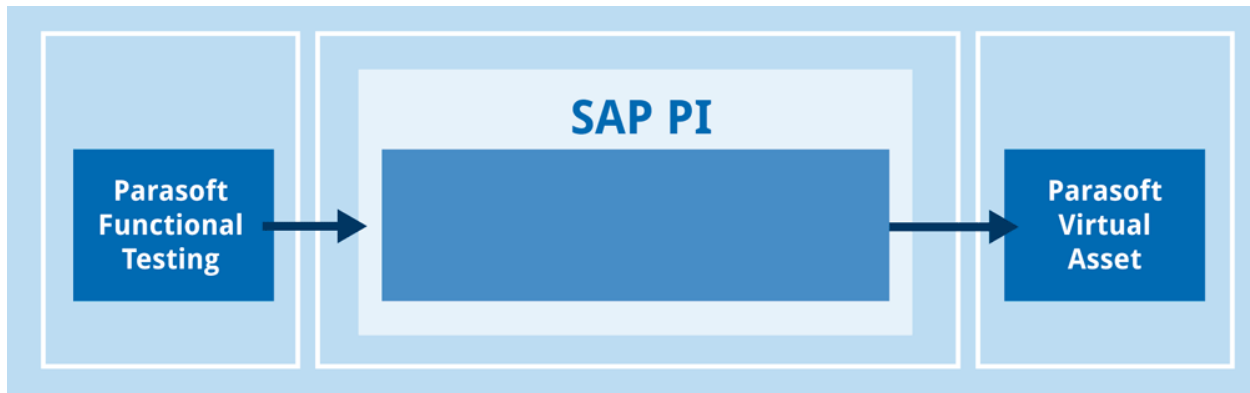 SAP PI
Parasoft
Functional
Testing
Parasoft
Virtual
Asset